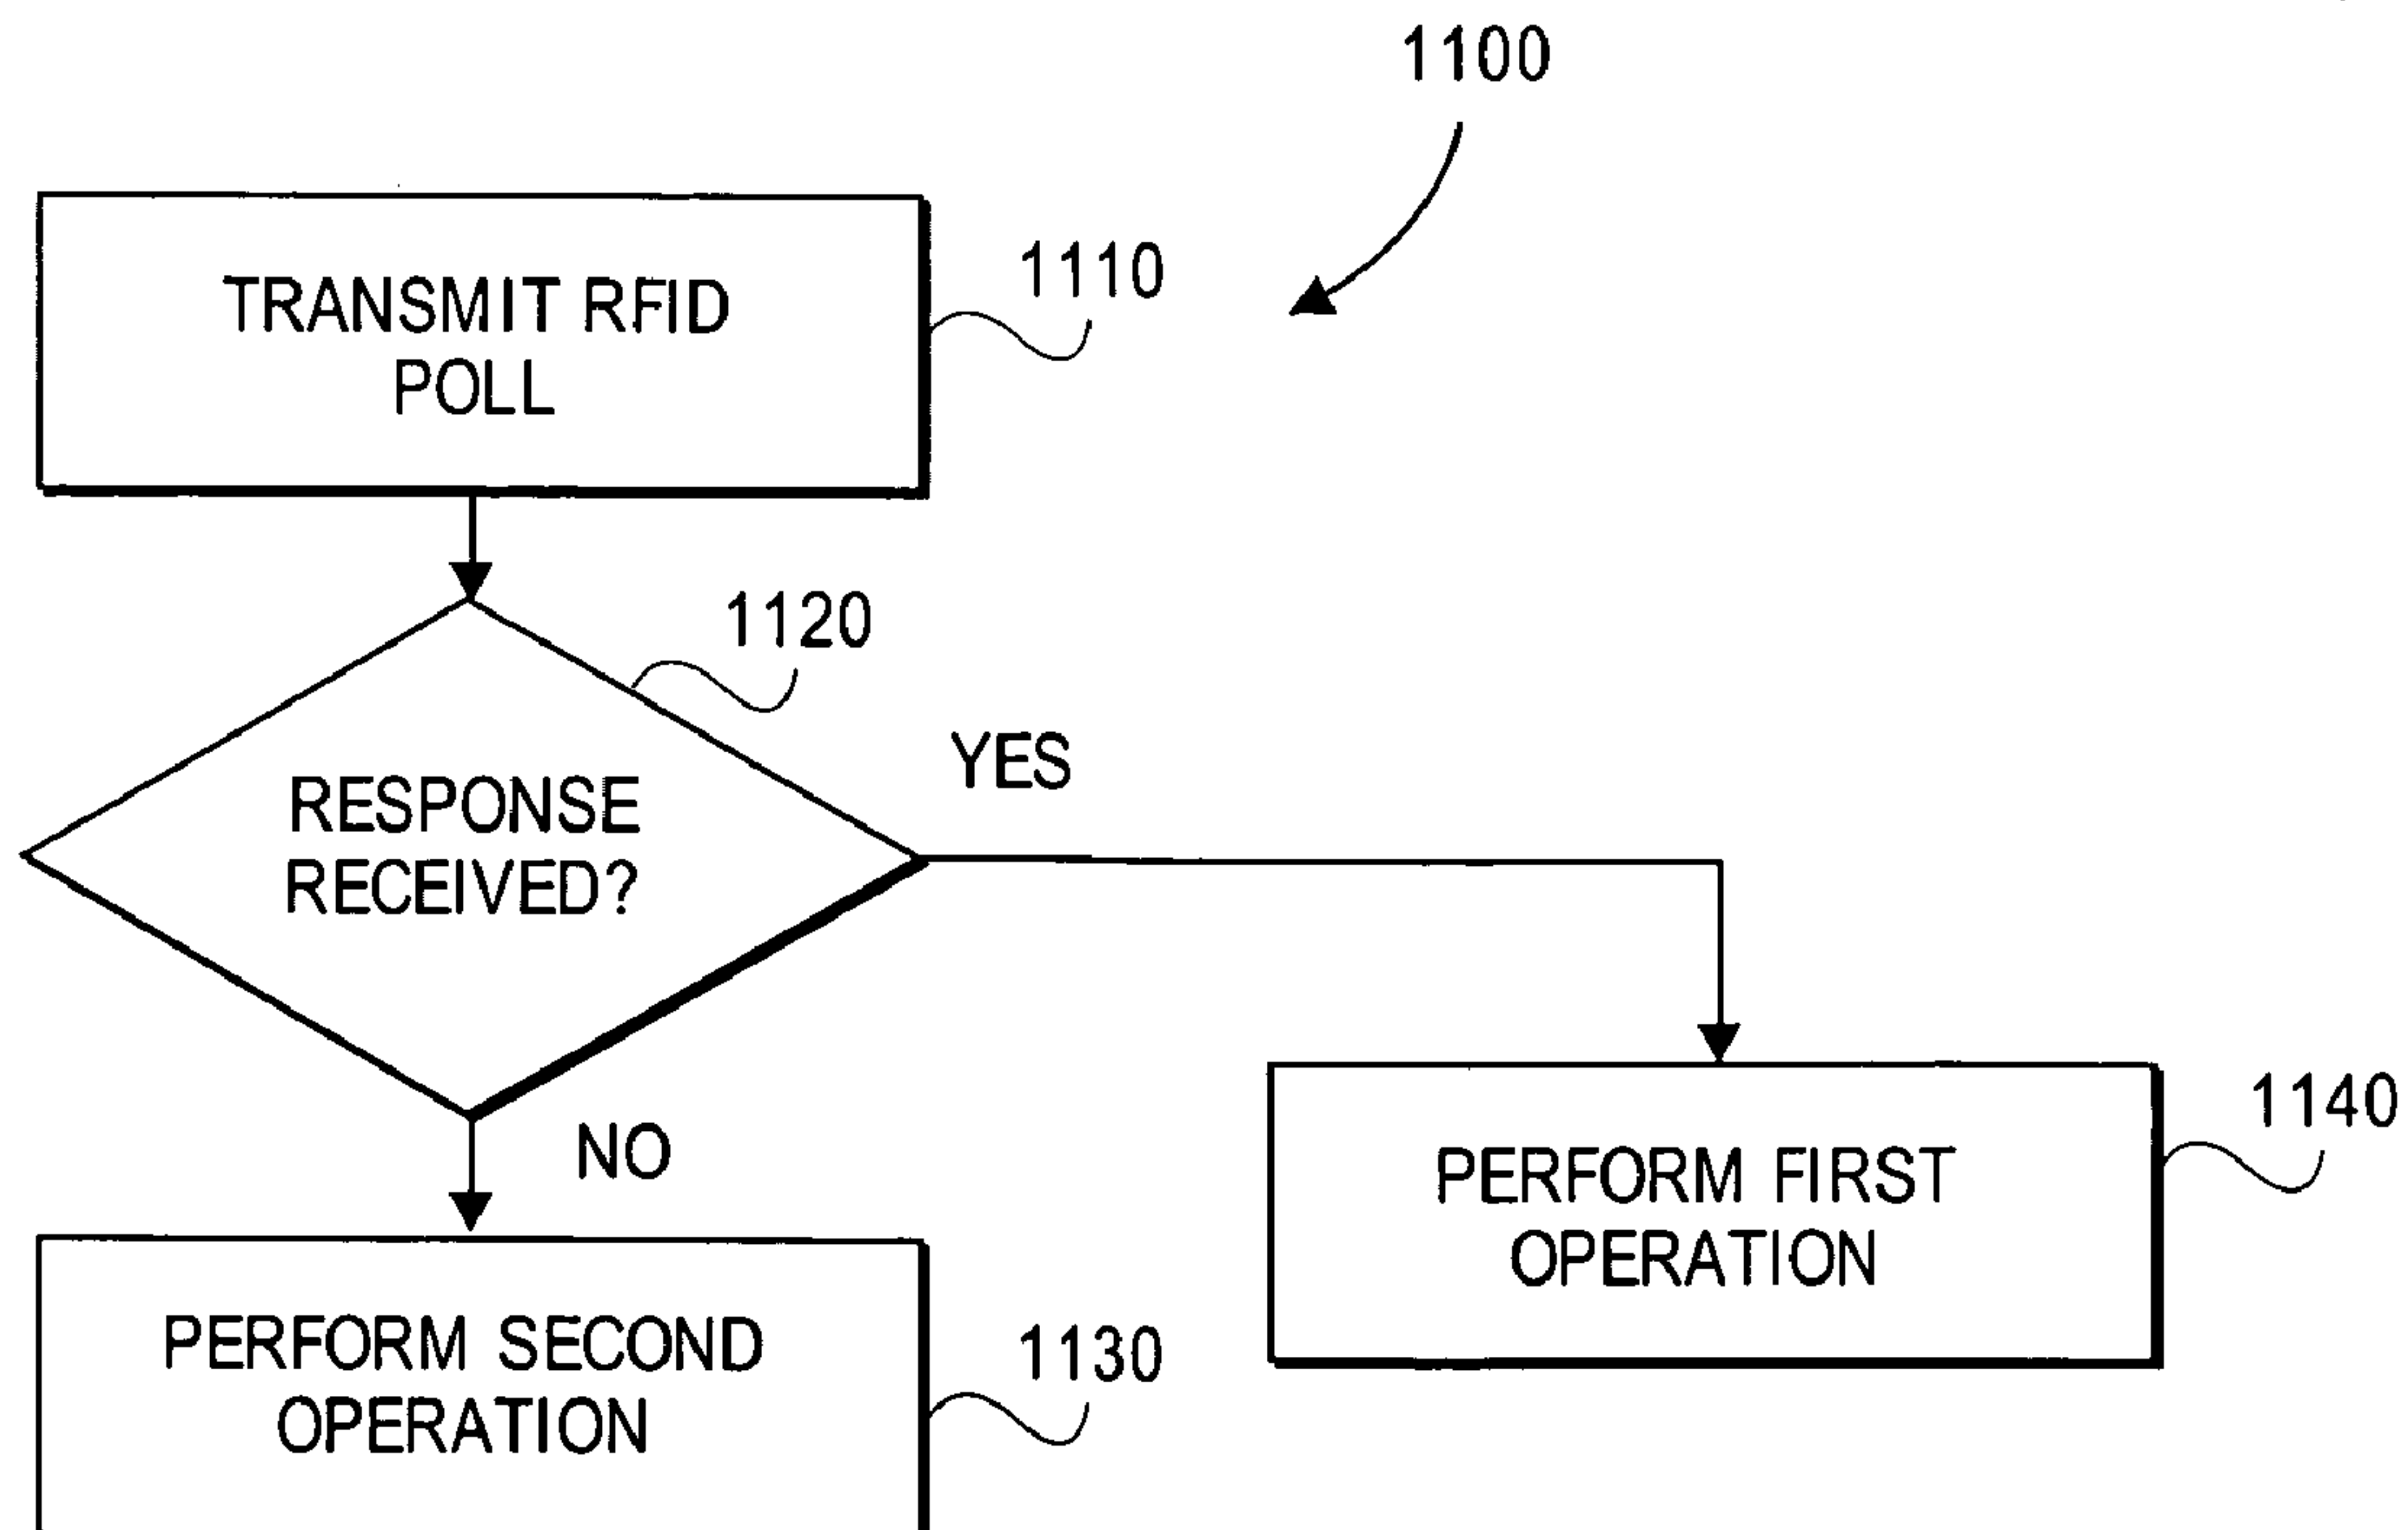 1100
TRANSMIT RFID
POLL
1110
1120
RESPONSE
RECEIVED?
YES
NO
PERFORM FIRST
OPERATION
1140
PERFORM SECOND
OPERATION
1130